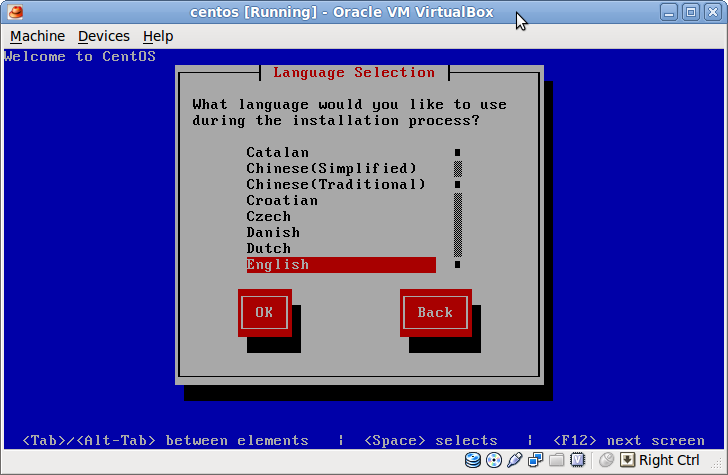 centos [Running] - Oracle VM VirtualBox
Machine Devices Help
Welcome to CentOS
Language Selection
What language would you like to use
during the installation process?
Catalan
Chinese(Simplified)
Chinese(Traditional)
Croatian
Czech
Danish
Dutch
English
OK Back
<Tab>/<Alt-Tab> between elements | <Space> selects | <F12> next screen
Right Ctrl